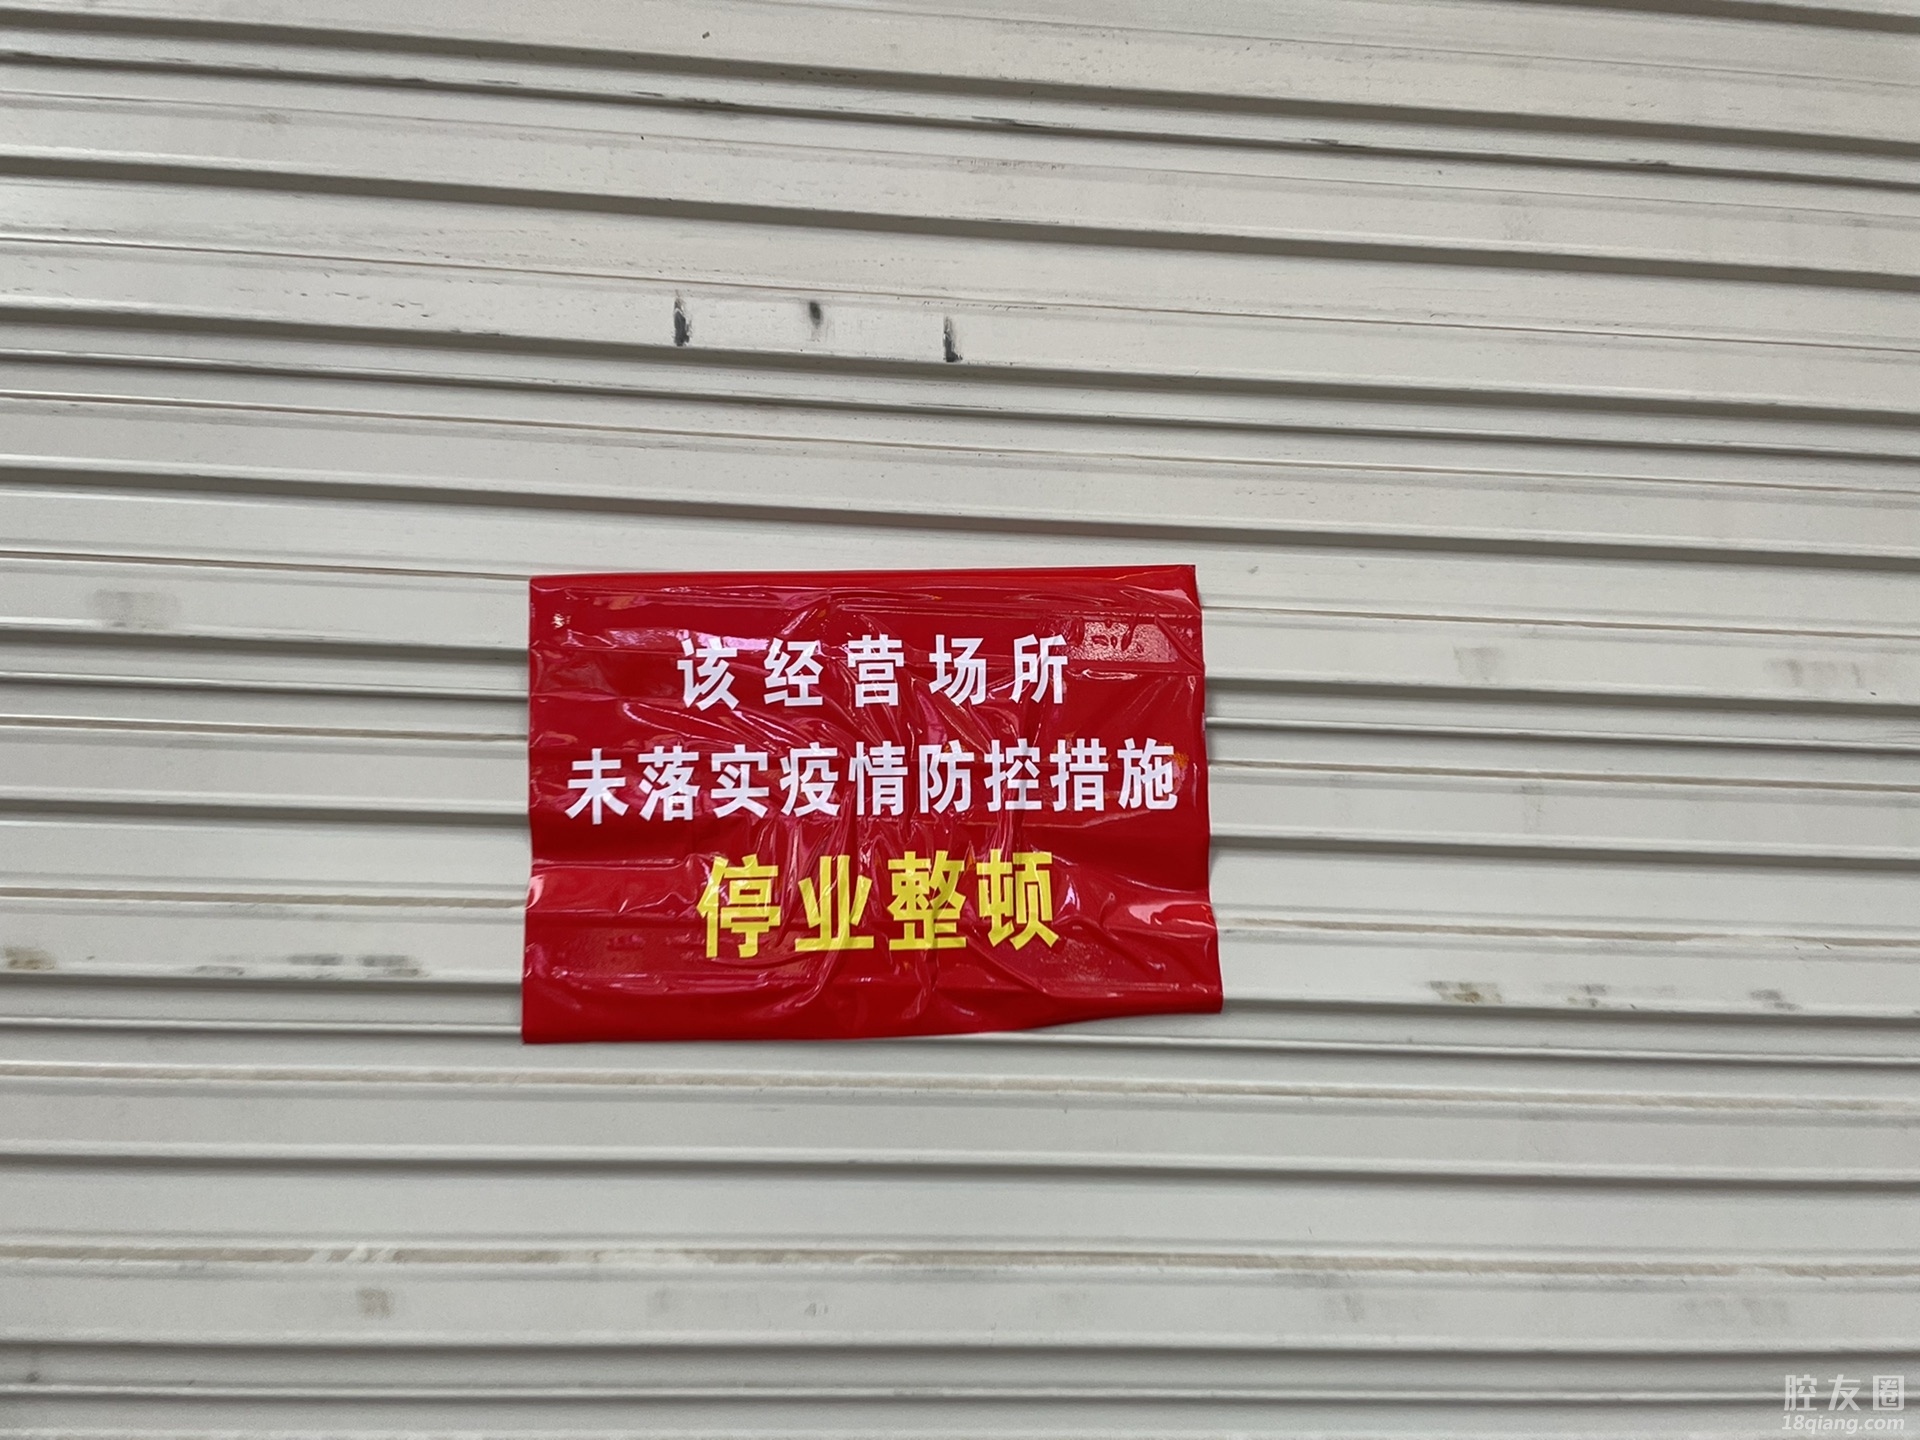 该经营场所
未落实疫情防控措施
停业整顿
腔友圈
18qiang.com